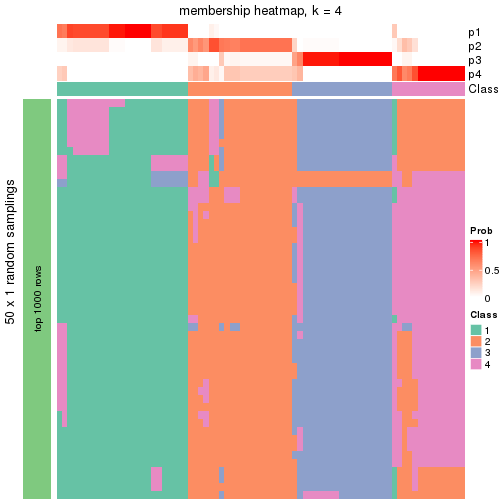 membership heatmap, k = 4
p1
p2
p3
p4
Class
50 x 1 random samplings
top 1000 rows
Prob
1
0.5
0
Class
1
2
3
4